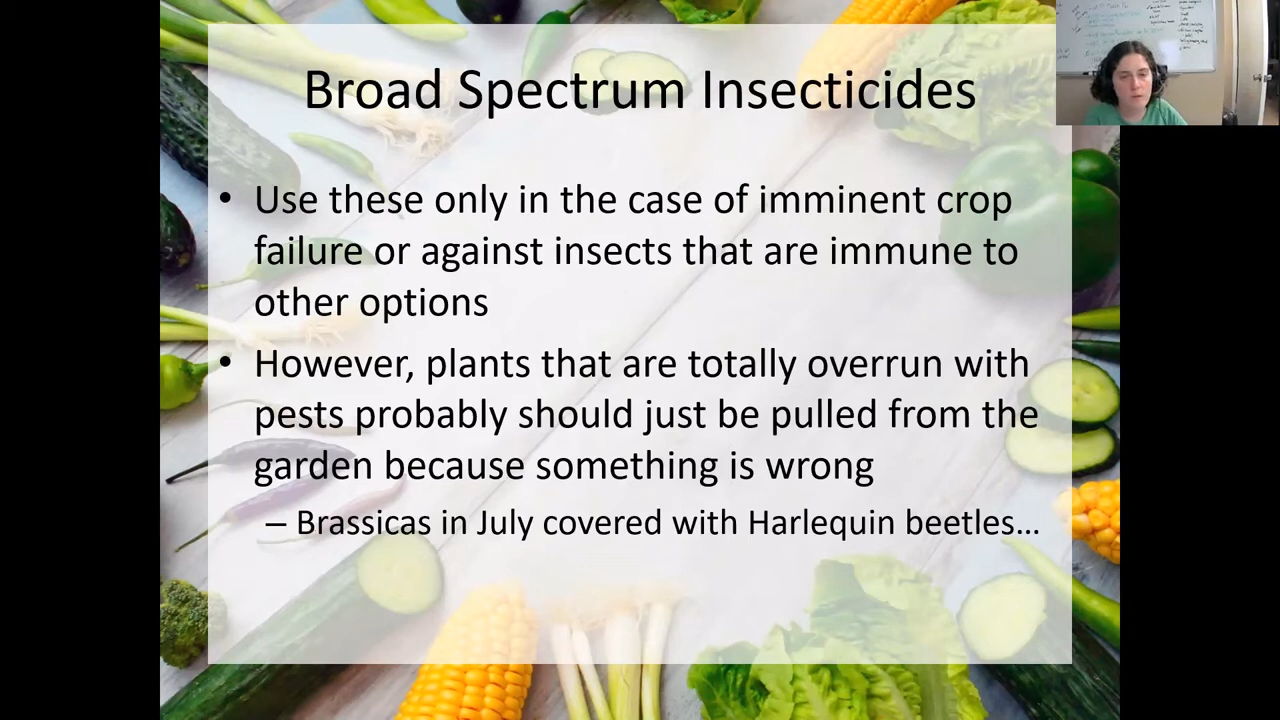 Broad Spectrum Insecticides
• Use these only in the case of imminent crop
failure or against insects that are immune to
other options
• However, plants that are totally overrun with
pests probably should just be pulled from the
garden because something is wrong
– Brassicas in July covered with Harlequin beetles…